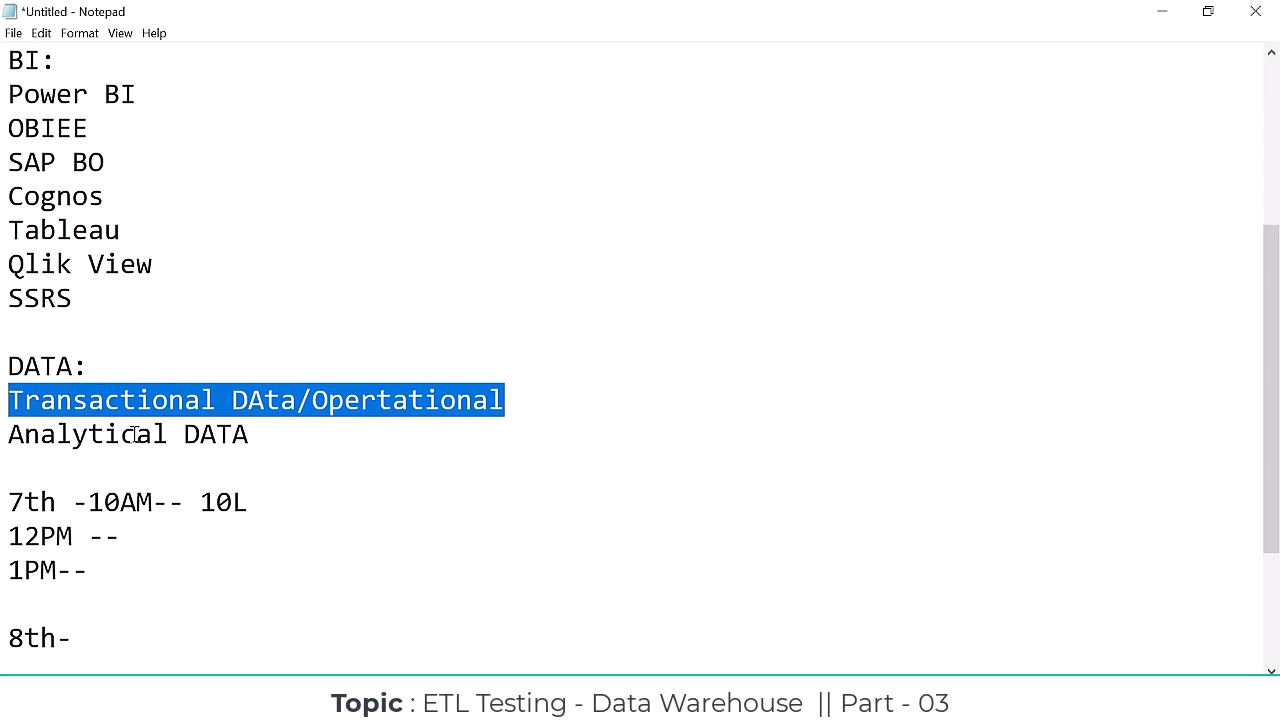 *Untitled - Notepad
File Edit Format View Help
BI:
Power BI
OBIEE
SAP BO
Cognos
Tableau
Qlik View
SSRS
DATA:
Transactional DAta/Opertational
Analytical DATA
7th -10AM-- 10L
12PM --
1PM--
8th-
Topic : ETL Testing - Data Warehouse || Part - 03